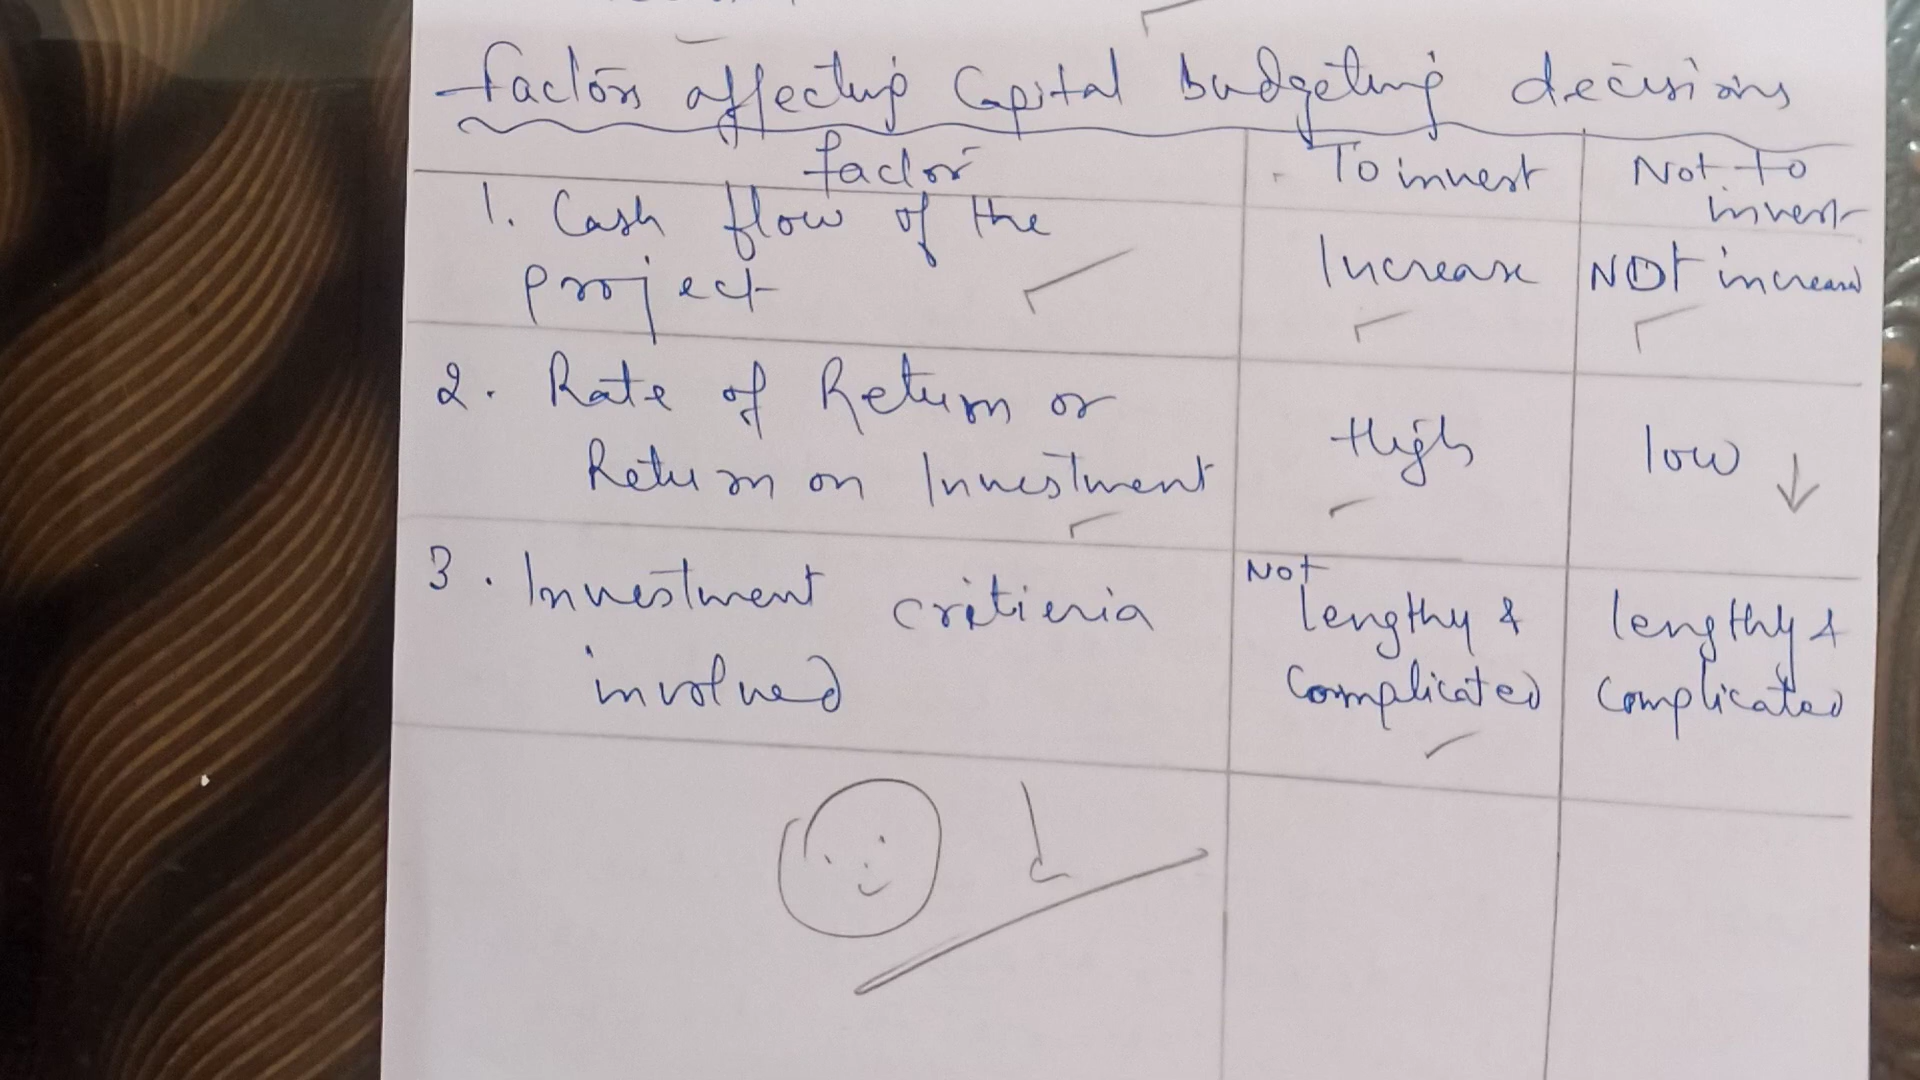 Factors affecting Capital budgeting decisions
factor To invest Not to invest
1. Cash flow of the project Increase NOT increase
2. Rate of Return or Return on Investment High low ↓
3. Investment critieria involved Not lengthy & Complicated lengthy & Complicated